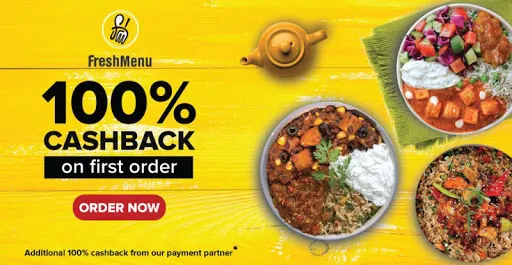 FreshMenu
100%
CASHBACK
on first order
ORDER NOW
Additional 100% cashback from our payment partner*